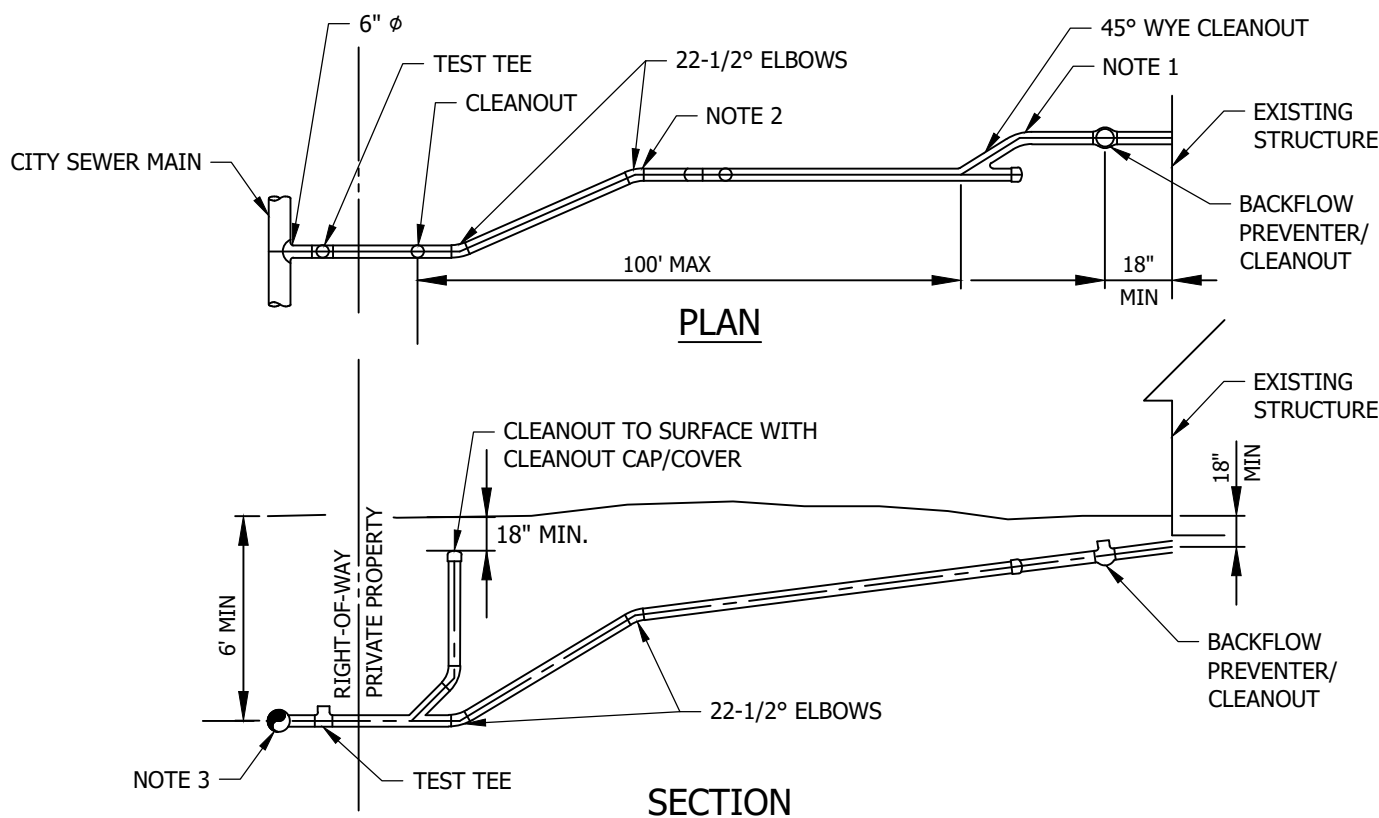 6" ϕ
TEST TEE
CLEANOUT
22-1/2° ELBOWS
NOTE 2
45° WYE CLEANOUT
NOTE 1
EXISTING
STRUCTURE
CITY SEWER MAIN
BACKFLOW
PREVENTER/
CLEANOUT
100' MAX
18"
MIN
PLAN
EXISTING
STRUCTURE
CLEANOUT TO SURFACE WITH
CLEANOUT CAP/COVER
18"
MIN
18" MIN.
6' MIN
RIGHT-OF-WAY
PRIVATE PROPERTY
BACKFLOW
PREVENTER/
CLEANOUT
22-1/2° ELBOWS
NOTE 3
TEST TEE
SECTION